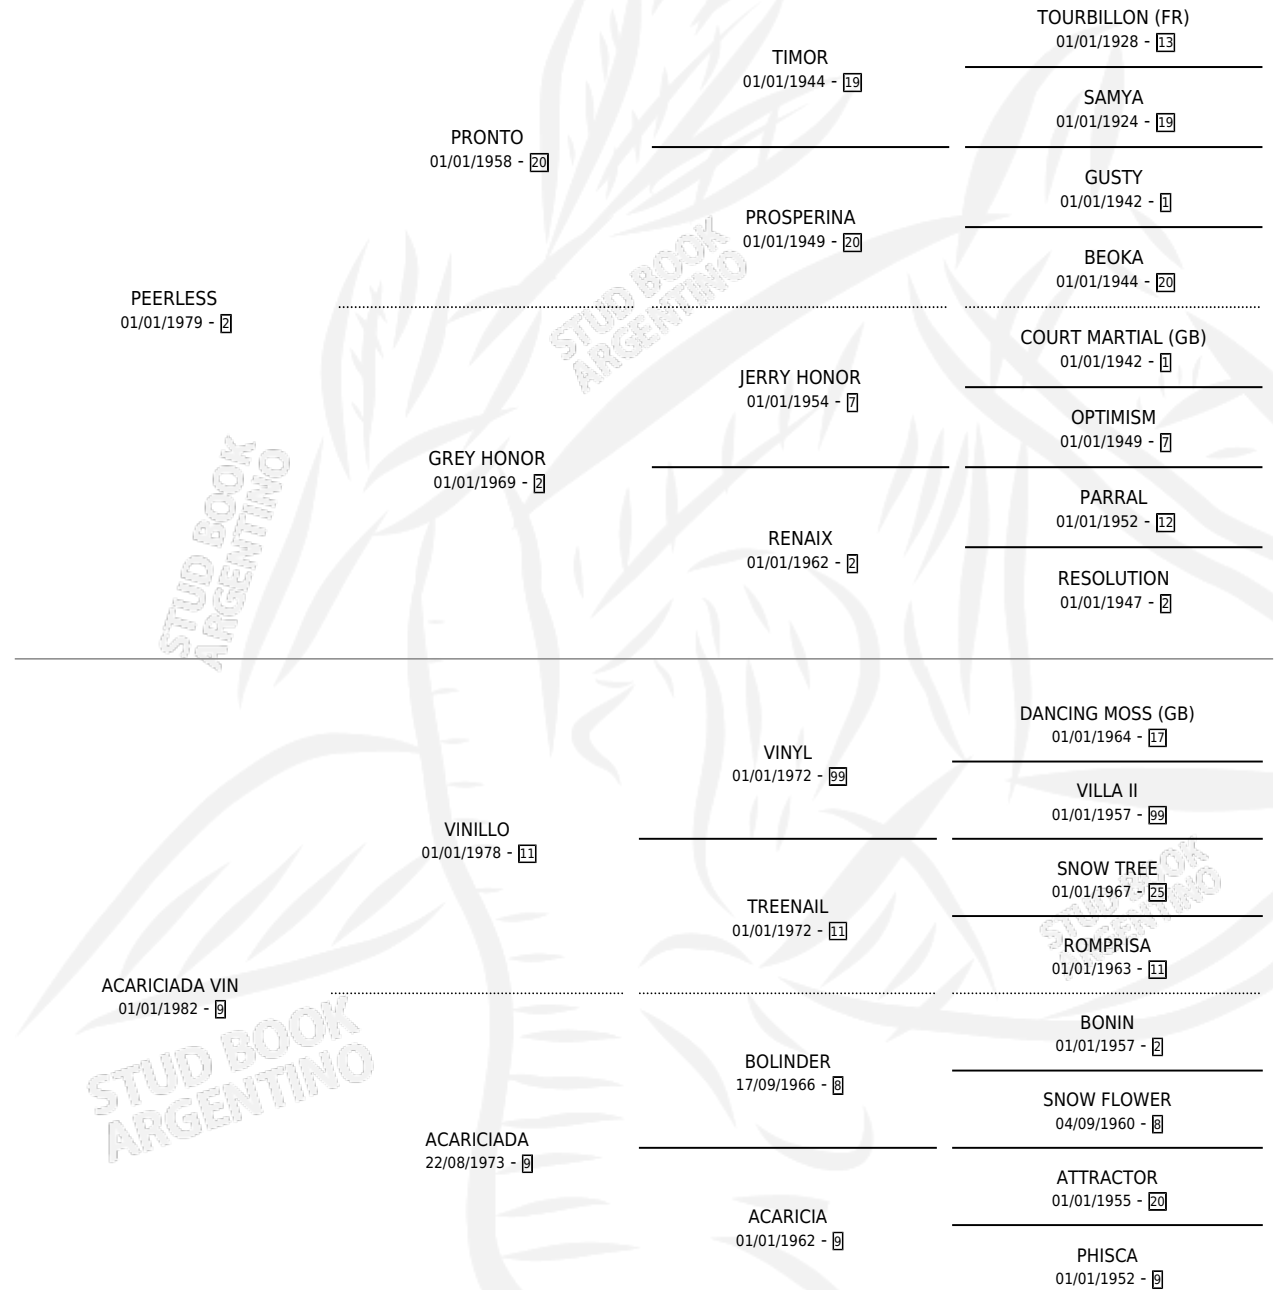 TOURBILLON (FR)
01/01/1928 - 13
TIMOR
01/01/1944 - 19
SAMYA
01/01/1924 - 19
PRONTO
01/01/1958 - 20
GUSTY
01/01/1942 - 1
PROSPERINA
01/01/1949 - 20
BEOKA
01/01/1944 - 20
PEERLESS
01/01/1979 - 2
COURT MARTIAL (GB)
01/01/1942 - 1
JERRY HONOR
01/01/1954 - 7
OPTIMISM
01/01/1949 - 7
GREY HONOR
01/01/1969 - 2
PARRAL
01/01/1952 - 12
RENAIX
01/01/1962 - 2
RESOLUTION
01/01/1947 - 2
STUD BOOK
ARGENTINO
STUD BOOK
ARGENTINO
DANCING MOSS (GB)
01/01/1964 - 17
VINYL
01/01/1972 - 99
VILLA II
01/01/1957 - 99
VINILLO
01/01/1978 - 11
SNOW TREE
01/01/1967 - 25
TREENAIL
01/01/1972 - 11
ROMPRISA
01/01/1963 - 11
STUD BOOK
ARGENTINO
ACARICIADA VIN
01/01/1982 - 9
BONIN
01/01/1957 - 2
BOLINDER
17/09/1966 - 8
SNOW FLOWER
04/09/1960 - 8
STUD BOOK
ARGENTINO
ACARICIADA
22/08/1973 - 9
ATTRACTOR
01/01/1955 - 20
ACARICIA
01/01/1962 - 9
PHISCA
01/01/1952 - 9